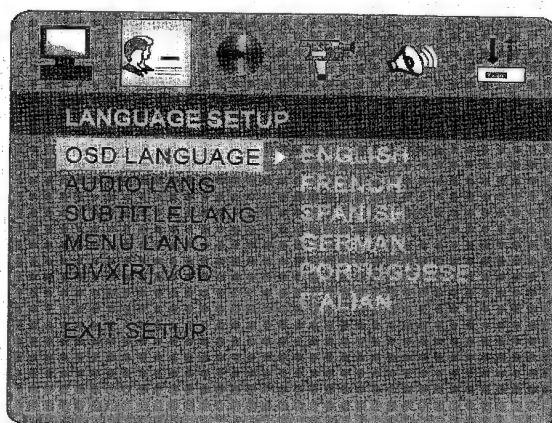 LANGUAGE SETUP
OSD LANGUAGE ENGLISH
AUDIO LANG FRENCH
SUBTITLE LANG SPANISH
MENU LANG GERMAN
DIVX[R] VOD PORTUGUESE
ITALIAN
EXIT SETUP